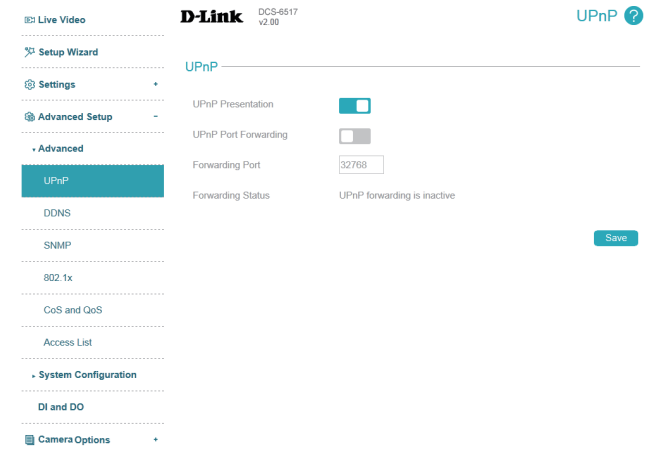 Live Video
Setup Wizard
Settings +
Advanced Setup -
Advanced
UPnP
DDNS
SNMP
802.1x
CoS and QoS
Access List
System Configuration
DI and DO
Camera Options +
D-Link DCS-6517
v2.00
UPnP ?
UPnP
UPnP Presentation
UPnP Port Forwarding
Forwarding Port 32768
Forwarding Status UPnP forwarding is inactive
Save